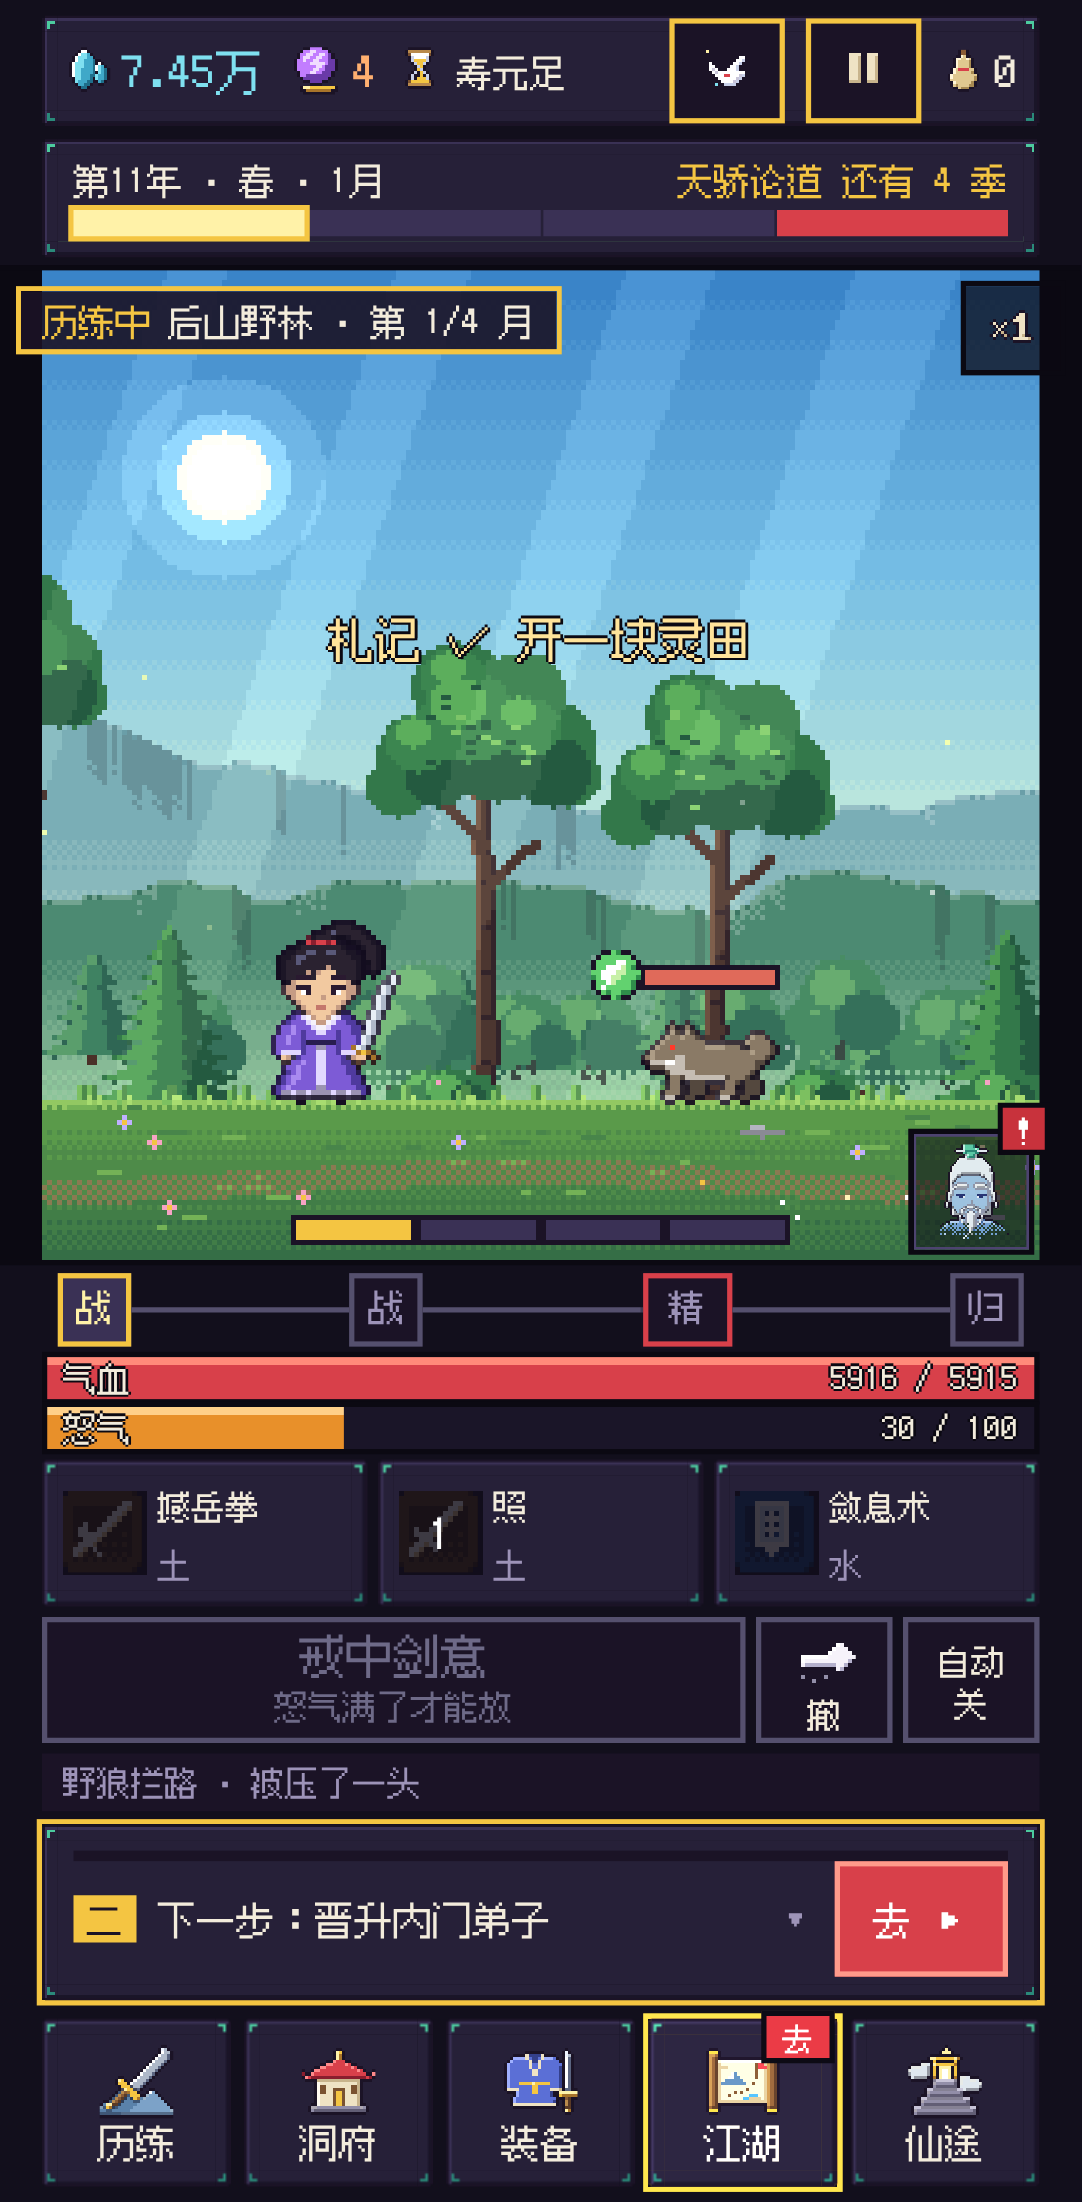 7.45万 4 寿元足 0
第11年 · 春 · 1月 天骄论道 还有 4 季
历练中 后山野林 · 第 1/4 月
×1
札记 ✓ 开一块灵田
!
战 战 精 归
气血 5916 / 5915
怒气 30 / 100
撼岳拳 土
1 照 土
敛息术 水
戒中剑意
怒气满了才能放
撤
自动
关
野狼拦路 · 被压了一头
二 下一步：晋升内门弟子 ▼ 去 ▶
去
历练 洞府 装备 江湖 仙途